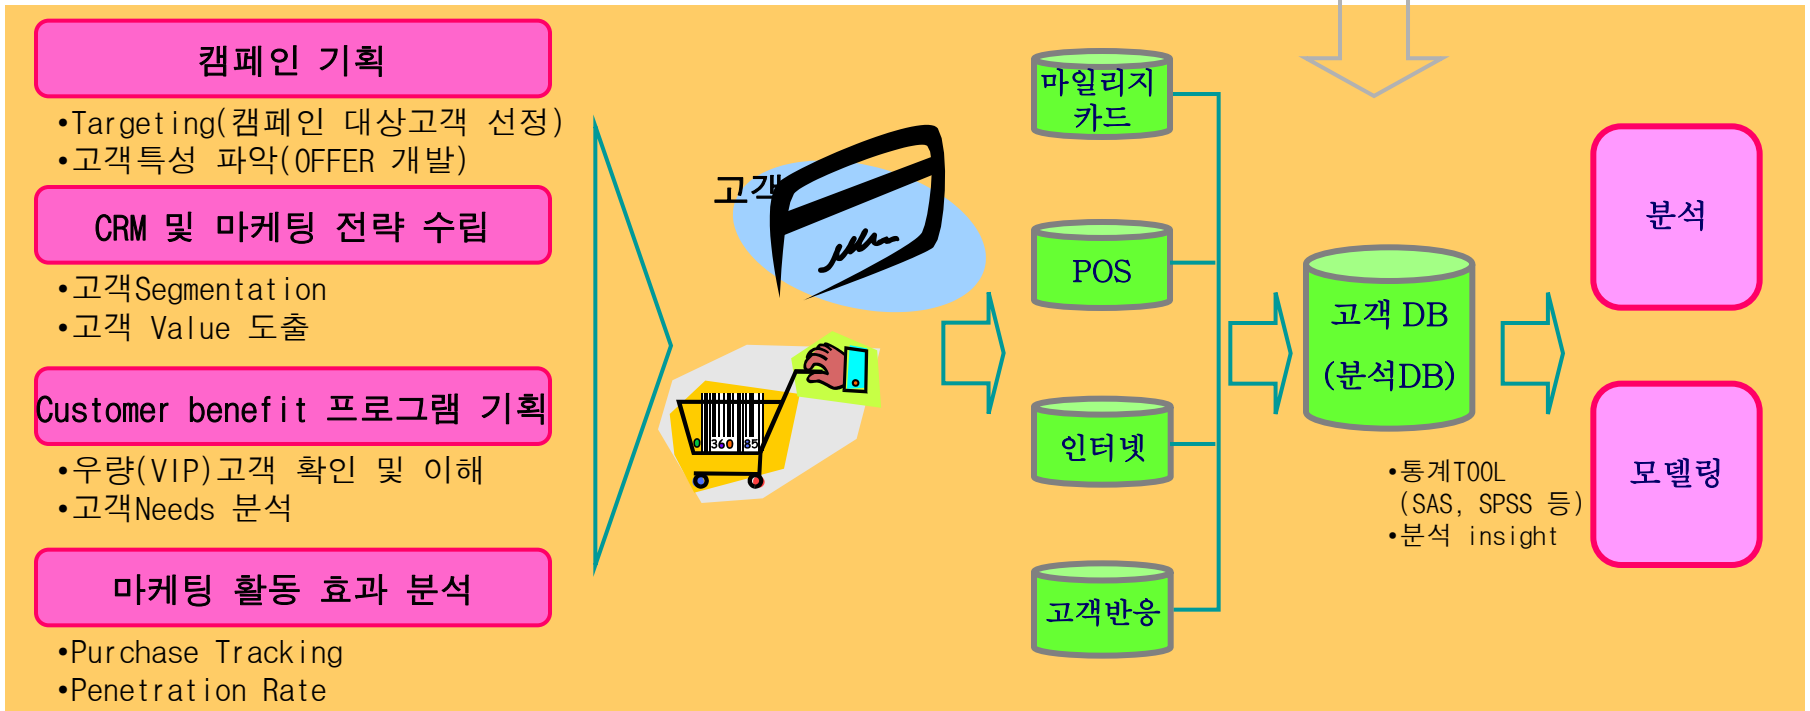 캠페인 기획
•Targeting(캠페인 대상고객 선정)
•고객특성 파악(OFFER 개발)
CRM 및 마케팅 전략 수립
•고객Segmentation
•고객 Value 도출
Customer benefit 프로그램 기획
•우량(VIP)고객 확인 및 이해
•고객Needs 분석
마케팅 활동 효과 분석
•Purchase Tracking
•Penetration Rate
고객
0 360 85
마일리지
카드
POS
인터넷
고객반응
고객 DB
(분석DB)
•통계TOOL
(SAS, SPSS 등)
•분석 insight
분석
모델링